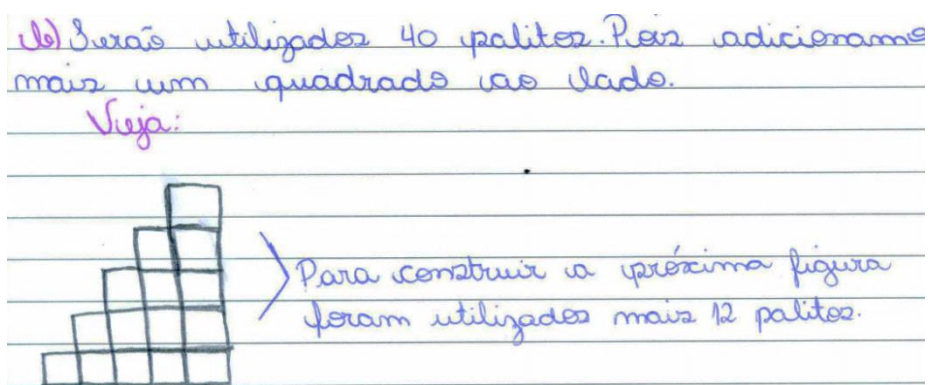 b) Serão utilizados 40 palitos. Pois adicionamo
mais um quadrado ao lado.
Veja:
Para construir a próxima figura
foram utilizados mais 12 palitos.